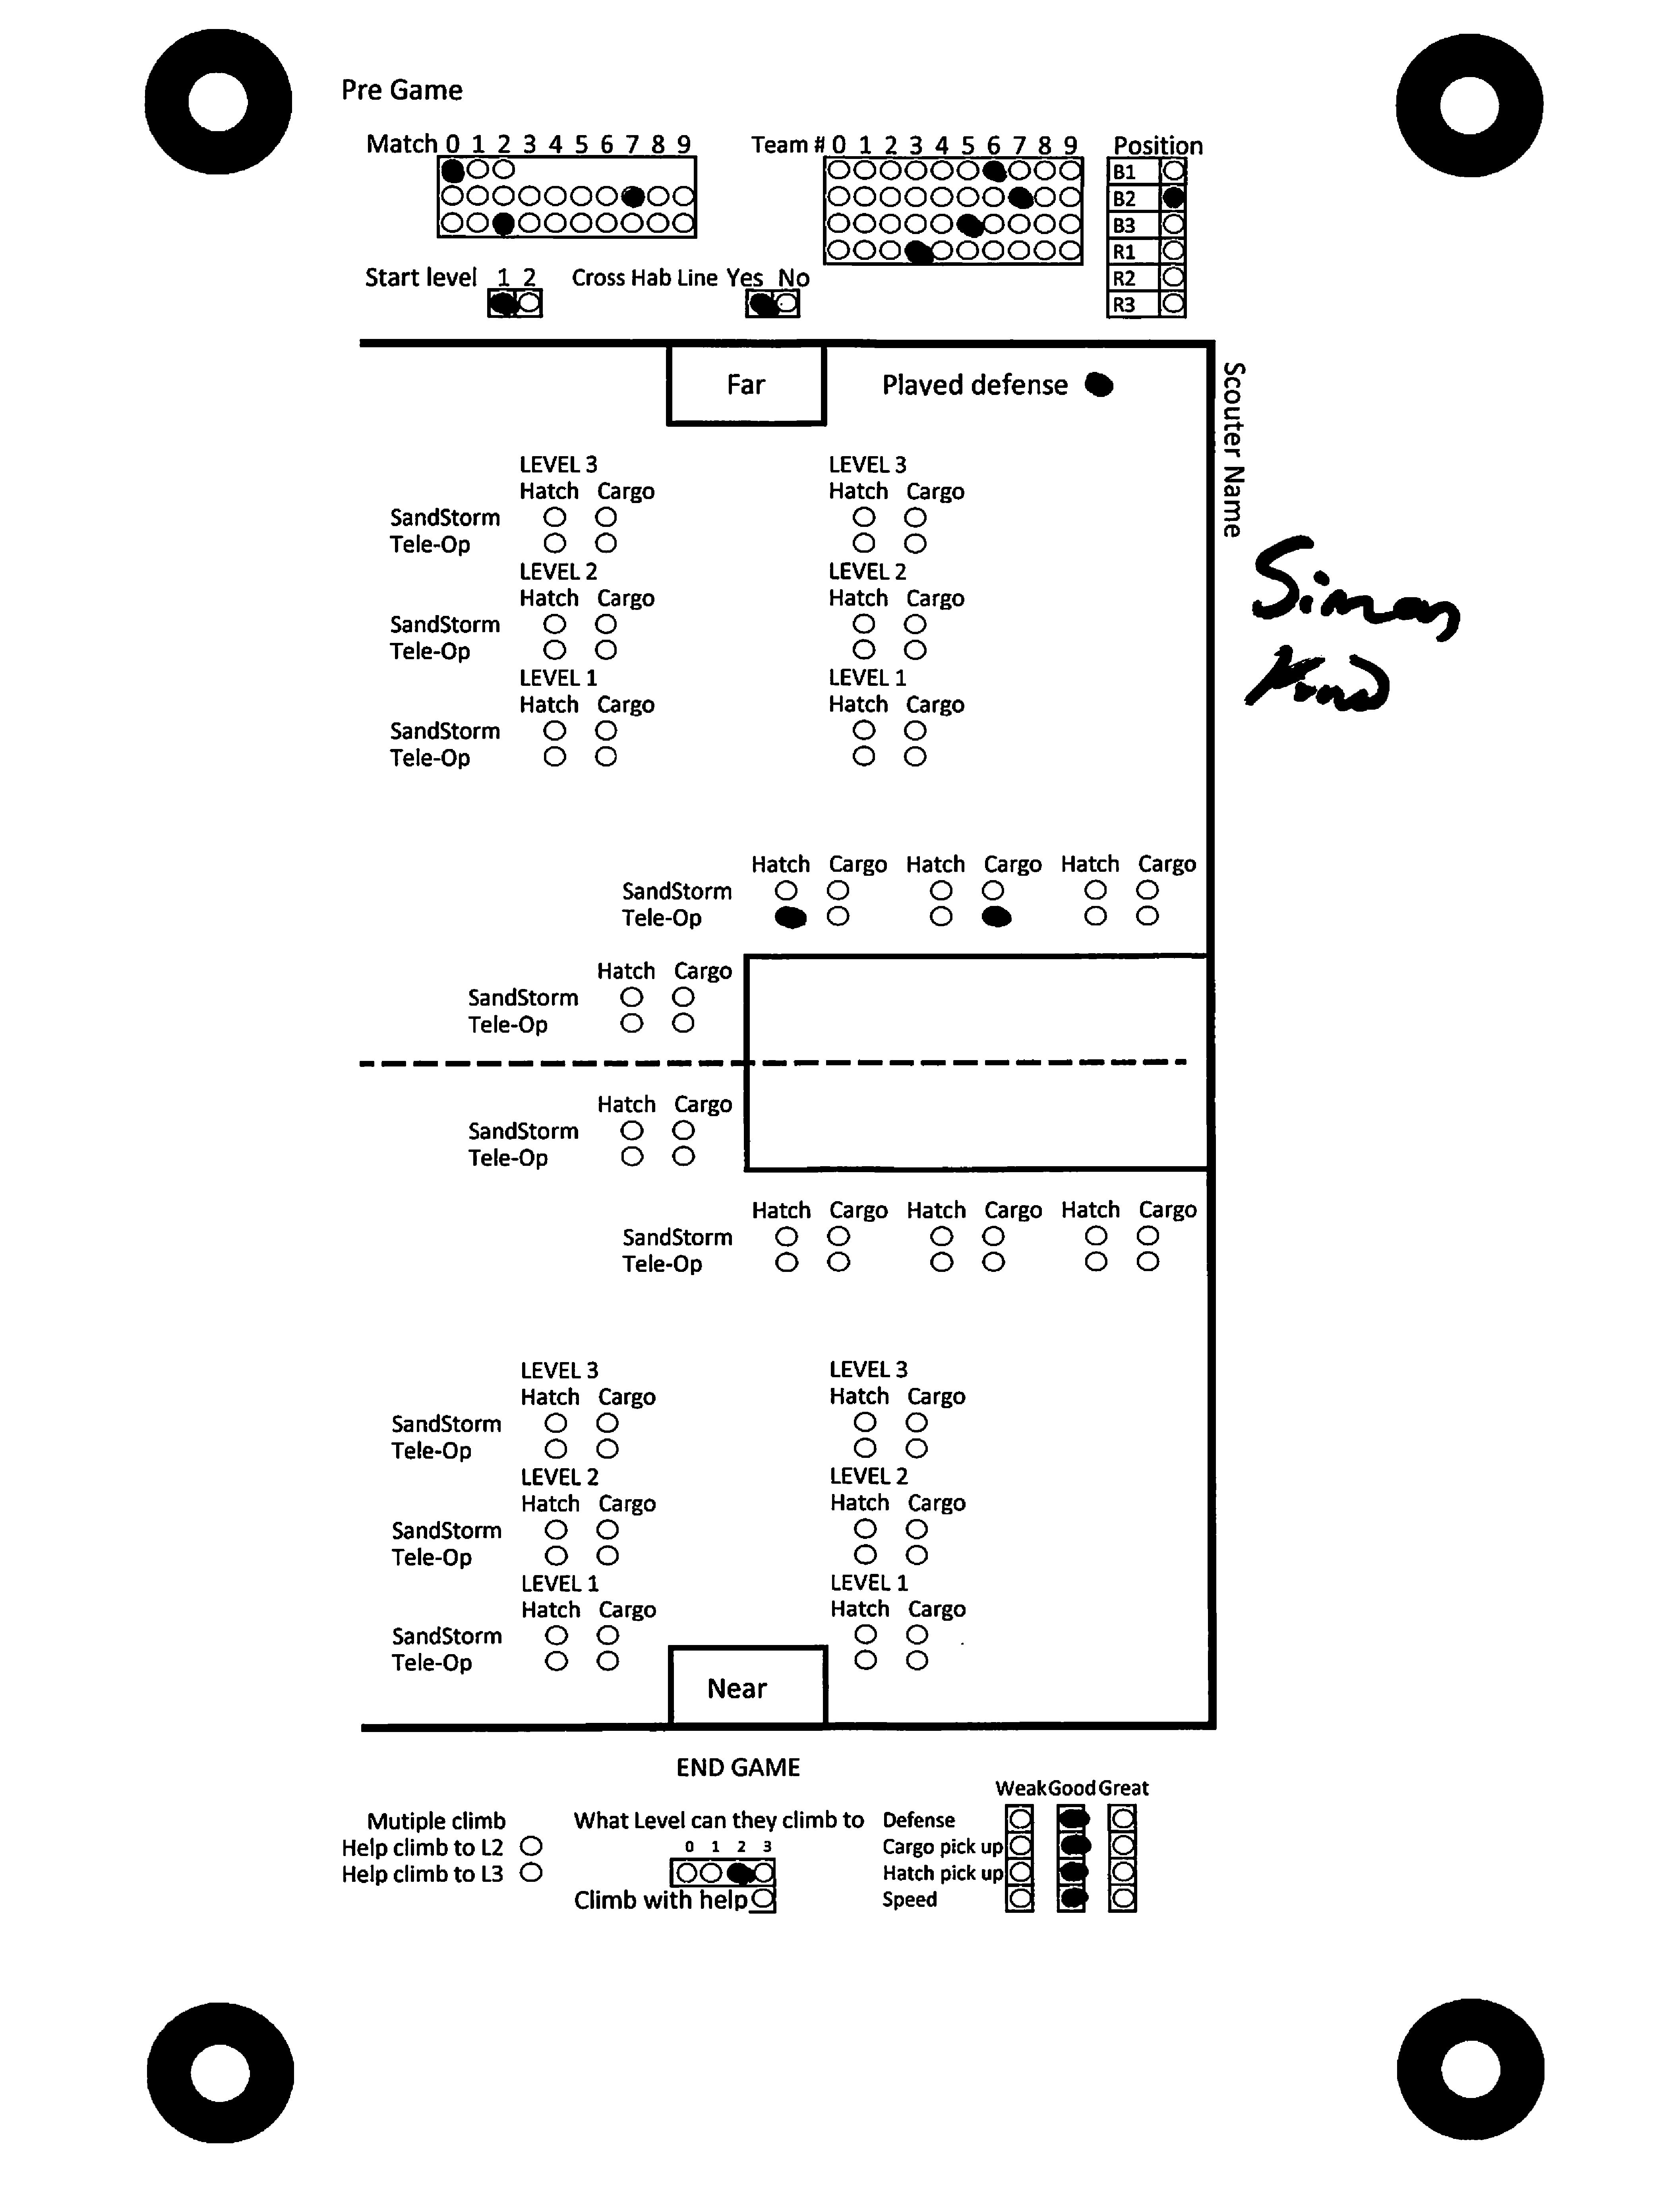 Pre Game
Match 0 1 2 3 4 5 6 7 8 9
Team # 0 1 2 3 4 5 6 7 8 9
Position
B1
B2
B3
R1
R2
R3
Start level 1 2
Cross Hab Line Yes No
Far
Played defense
Scouter Name
Simon
LEVEL 3 LEVEL 3
Hatch Cargo Hatch Cargo
SandStorm
Tele-Op
LEVEL 2 LEVEL 2
Hatch Cargo Hatch Cargo
SandStorm
Tele-Op
LEVEL 1 LEVEL 1
Hatch Cargo Hatch Cargo
SandStorm
Tele-Op
Hatch Cargo Hatch Cargo Hatch Cargo
SandStorm
Tele-Op
Hatch Cargo
SandStorm
Tele-Op
Hatch Cargo
SandStorm
Tele-Op
Hatch Cargo Hatch Cargo Hatch Cargo
SandStorm
Tele-Op
LEVEL 3 LEVEL 3
Hatch Cargo Hatch Cargo
SandStorm
Tele-Op
LEVEL 2 LEVEL 2
Hatch Cargo Hatch Cargo
SandStorm
Tele-Op
LEVEL 1 LEVEL 1
Hatch Cargo Hatch Cargo
SandStorm
Tele-Op
Near
END GAME
Mutiple climb
Help climb to L2
Help climb to L3
What Level can they climb to
0 1 2 3
Climb with help
Weak Good Great
Defense
Cargo pick up
Hatch pick up
Speed